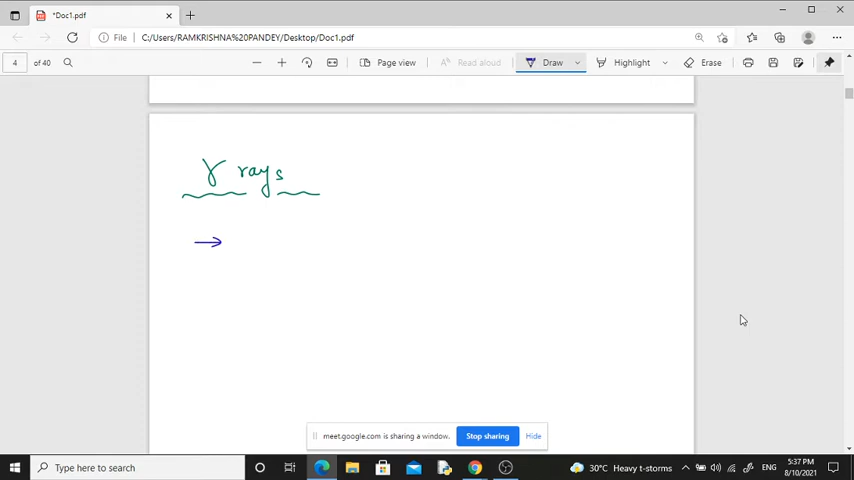 *Doc1.pdf
File C:/Users/RAMKRISHNA%20PANDEY/Desktop/Doc1.pdf
4 of 40 Page view Read aloud Draw Highlight Erase
γ rays
→
meet.google.com is sharing a window. Stop sharing Hide
Type here to search 30°C Heavy t-storms ENG 5:37 PM
8/10/2021